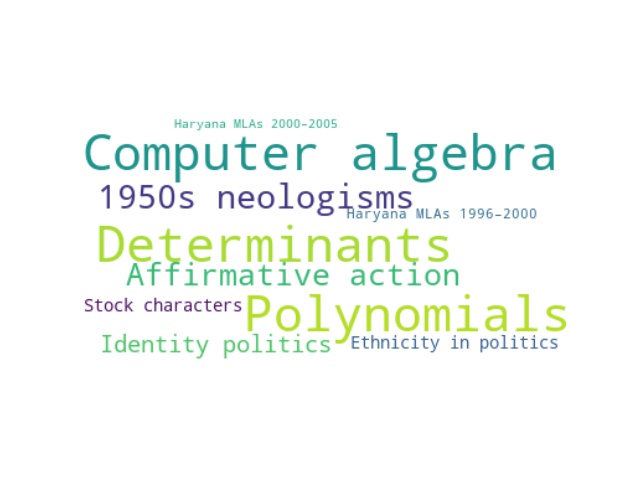 Haryana MLAs 2000–2005
Computer algebra
1950s neologisms
Haryana MLAs 1996–2000
Determinants
Affirmative action
Stock characters
Polynomials
Identity politics
Ethnicity in politics